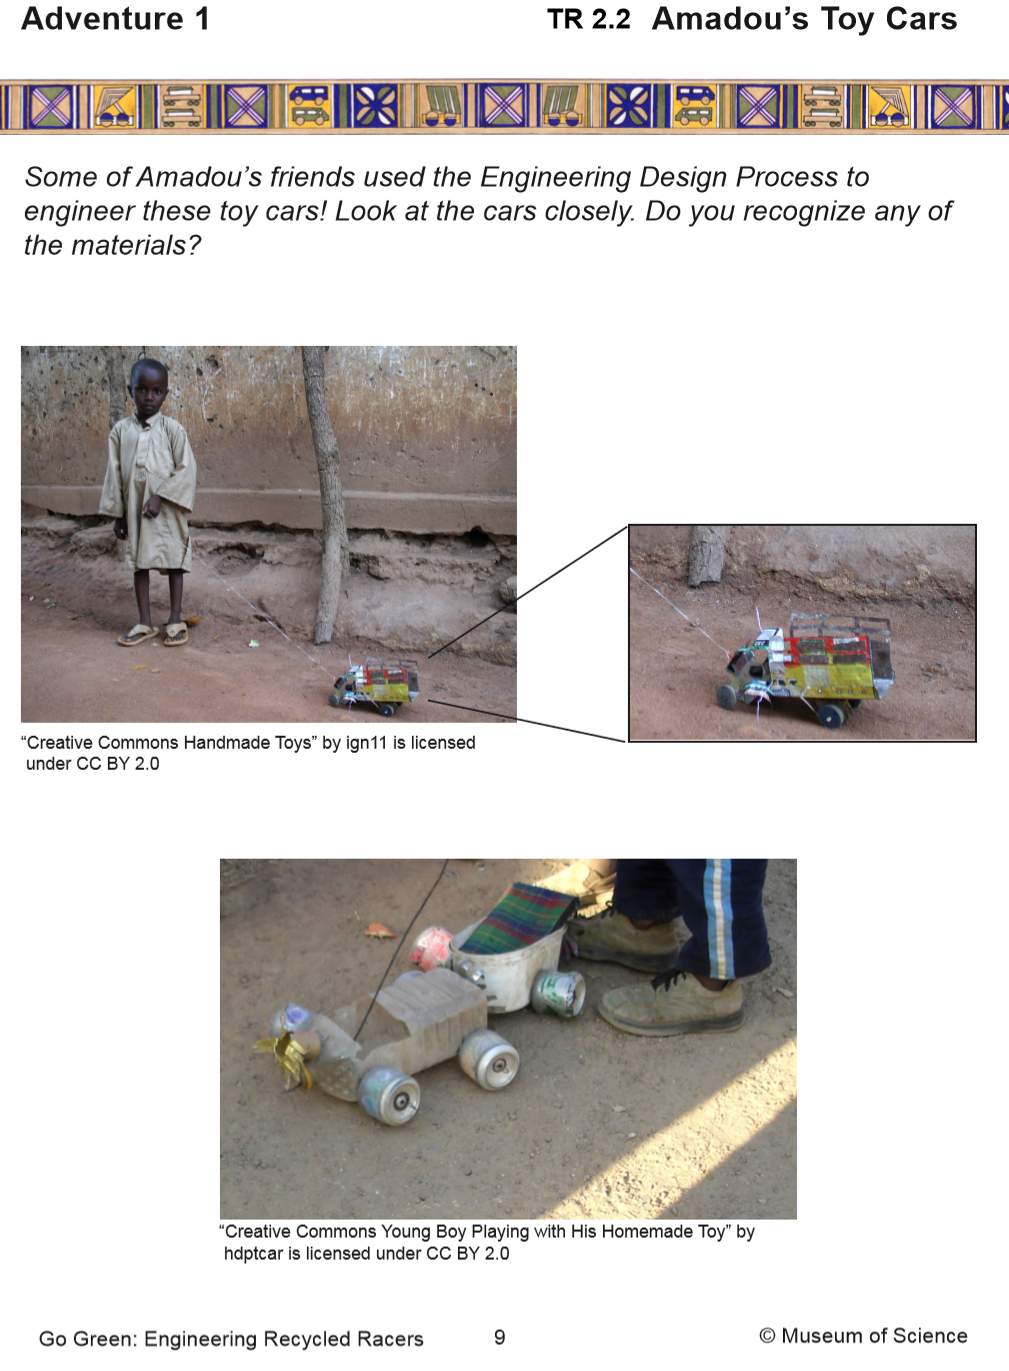 Adventure 1 TR 2.2 Amadou’s Toy Cars
Some of Amadou’s friends used the Engineering Design Process to
engineer these toy cars! Look at the cars closely. Do you recognize any of
the materials?
“Creative Commons Handmade Toys” by ign11 is licensed
under CC BY 2.0
“Creative Commons Young Boy Playing with His Homemade Toy” by
hdptcar is licensed under CC BY 2.0
Go Green: Engineering Recycled Racers 9 © Museum of Science